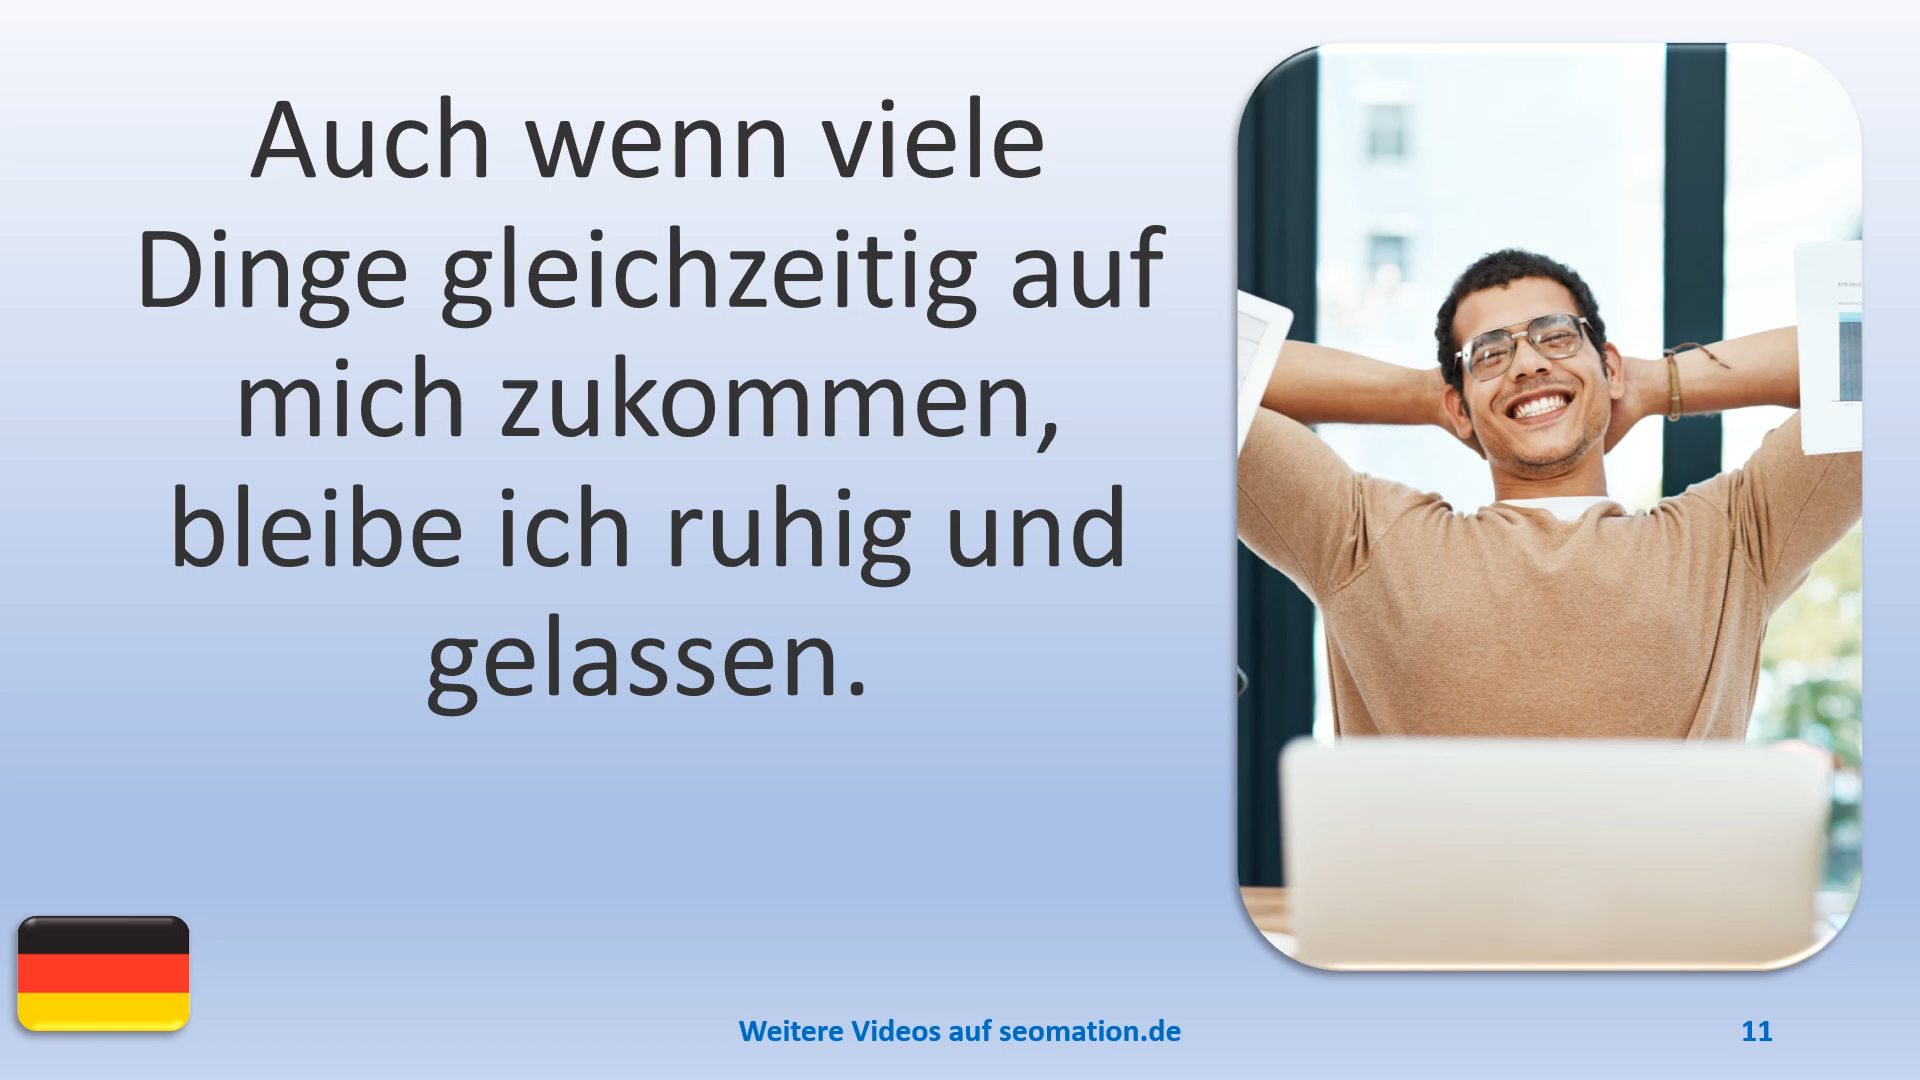 Auch wenn viele
Dinge gleichzeitig auf
mich zukommen,
bleibe ich ruhig und
gelassen.
Weitere Videos auf seomation.de
11